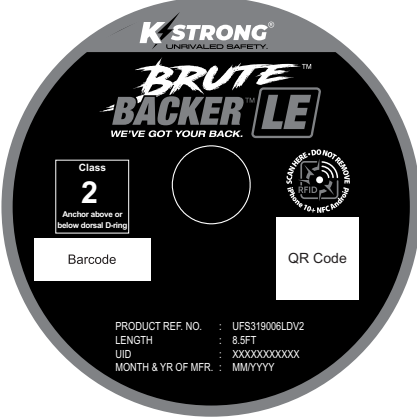 KSTRONG®
UNRIVALED SAFETY.
BRUTE™
BACKER™ LE
WE'VE GOT YOUR BACK.
Class
2
Anchor above or
below dorsal D-ring
SCAN HERE • DO NOT REMOVE
RFID
iPhone 10+ NFC Android
Barcode
QR Code
PRODUCT REF. NO. : UFS319006LDV2
LENGTH : 8.5FT
UID : XXXXXXXXXXX
MONTH & YR OF MFR. : MM/YYYY